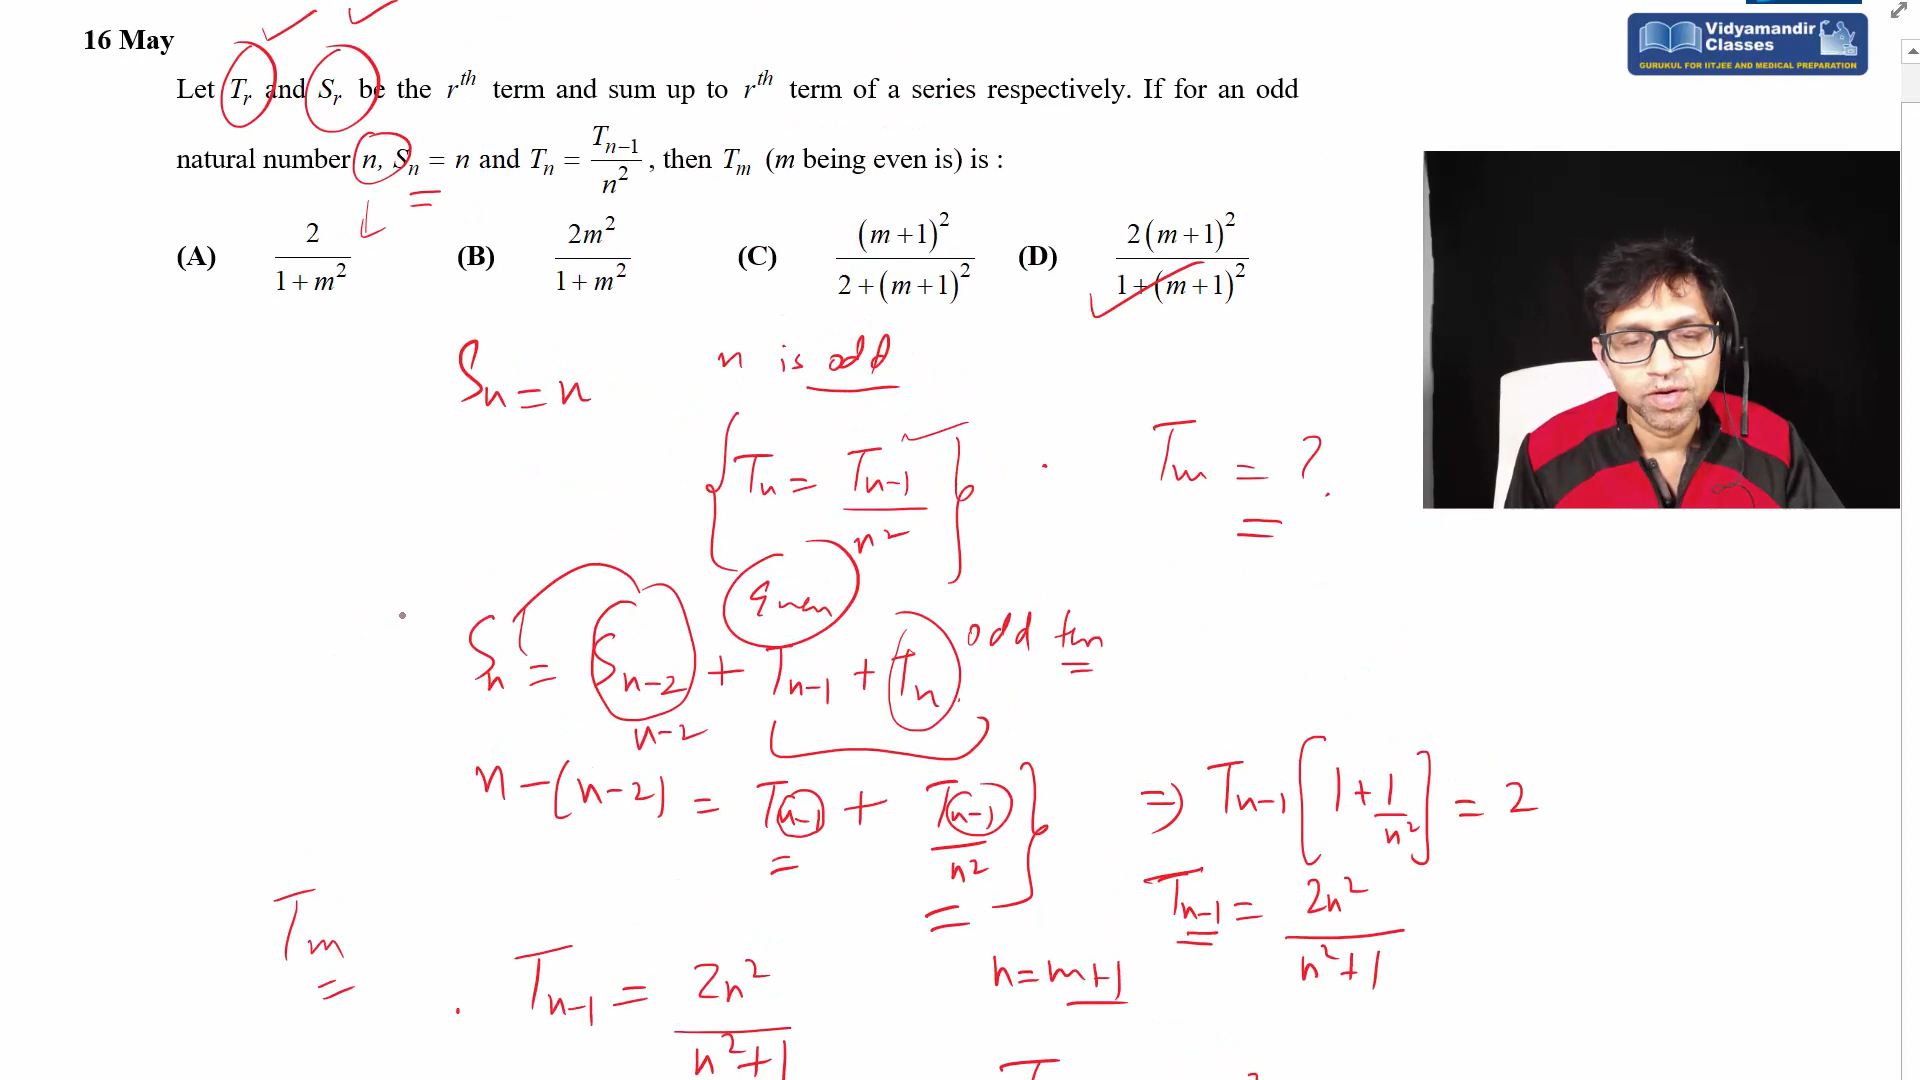 16 May
Vidyamandir
Classes
GURUKUL FOR IITJEE AND MEDICAL PREPARATION
Let T_r and S_r be the r^th term and sum up to r^th term of a series respectively. If for an odd
natural number n, S_n = n and T_n = T_{n-1}/n^2, then T_m (m being even is) is :
(A) 2/(1+m^2) (B) 2m^2/(1+m^2) (C) (m+1)^2/(2+(m+1)^2) (D) 2(m+1)^2/(1+(m+1)^2)
S_n = n n is odd
{T_n = T_{n-1}/n^2} T_m = ?
S_n = S_{n-2} + T_{n-1} + T_n odd
n-2
n-(n-2) = T_{n-1} + T_{n-1}/n^2 ⇒ T_{n-1}[1+1/n^2] = 2
T_{n-1} = 2n^2/(n^2+1)
T_m
T_{n-1} = 2n^2/(n^2+1) n=m+1